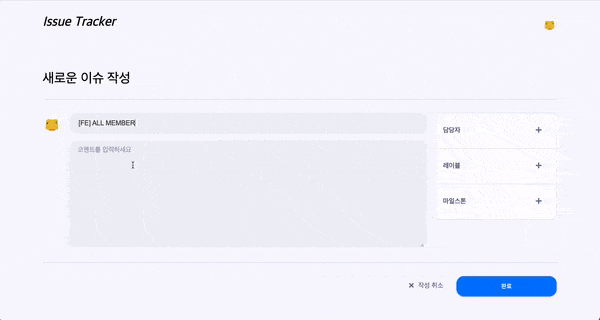 Issue Tracker
새로운 이슈 작성
[FE] ALL MEMBER
코멘트를 입력하세요
담당자
레이블
마일스톤
작성 취소
완료